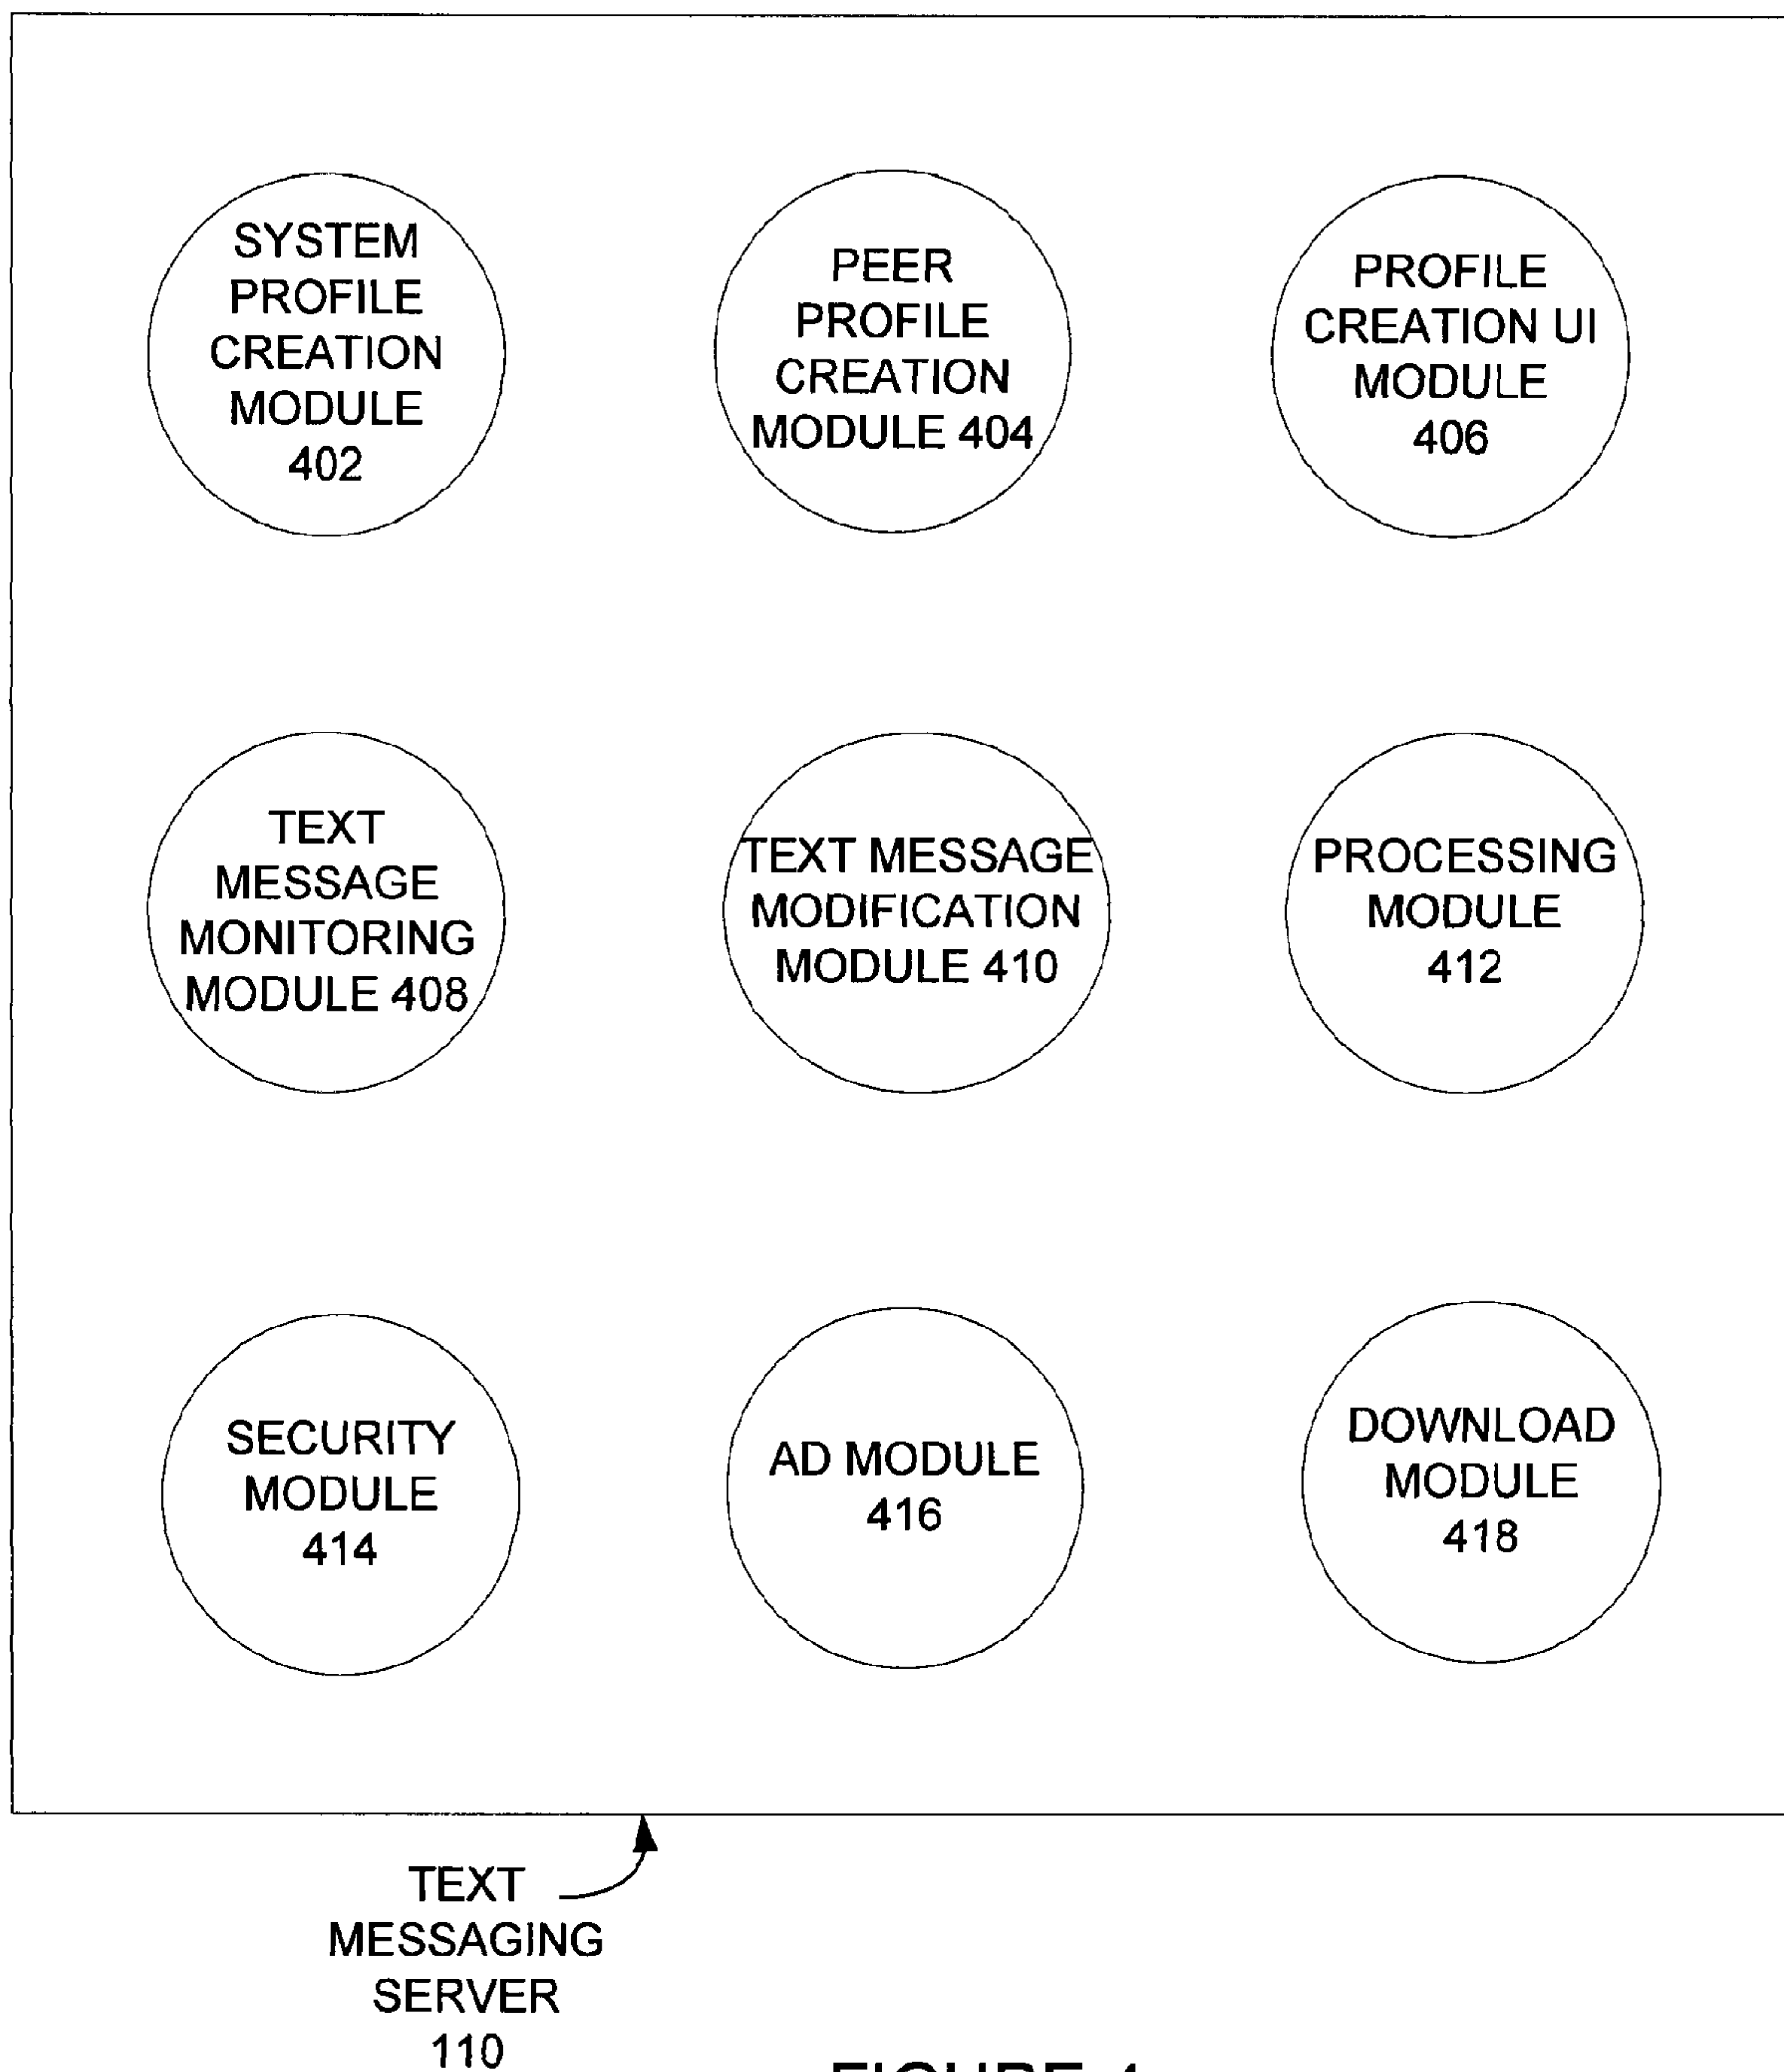 SYSTEM
PROFILE
CREATION
MODULE
402
PEER
PROFILE
CREATION
MODULE 404
PROFILE
CREATION UI
MODULE
406
TEXT
MESSAGE
MONITORING
MODULE 408
TEXT MESSAGE
MODIFICATION
MODULE 410
PROCESSING
MODULE
412
SECURITY
MODULE
414
AD MODULE
416
DOWNLOAD
MODULE
418
TEXT
MESSAGING
SERVER
110
FIGURE 4